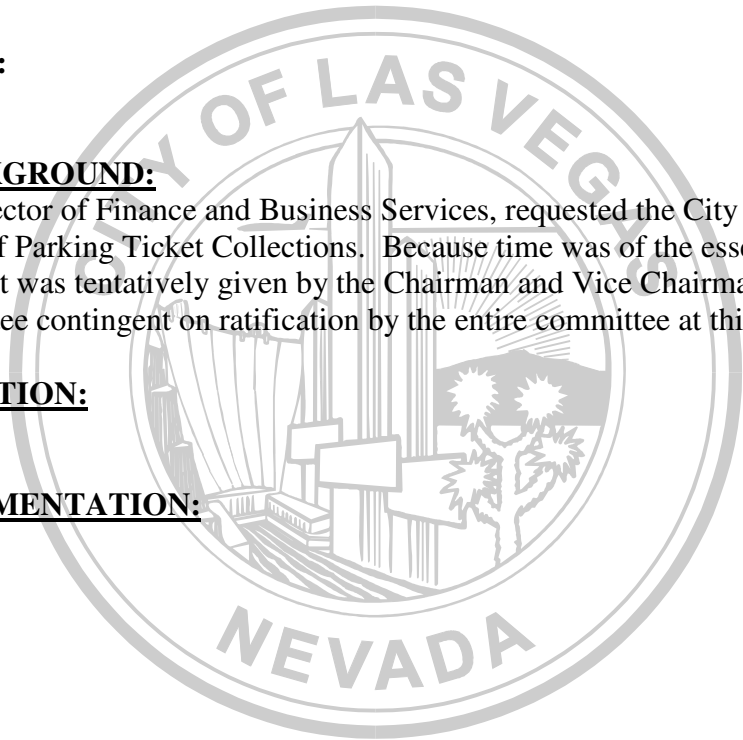 :
KGROUND:
ector of Finance and Business Services, requested the City
f Parking Ticket Collections.  Because time was of the esse
t was tentatively given by the Chairman and Vice Chairma
ee contingent on ratification by the entire committee at thi
TION:
MENTATION:
CITY OF LAS VEGAS
NEVADA